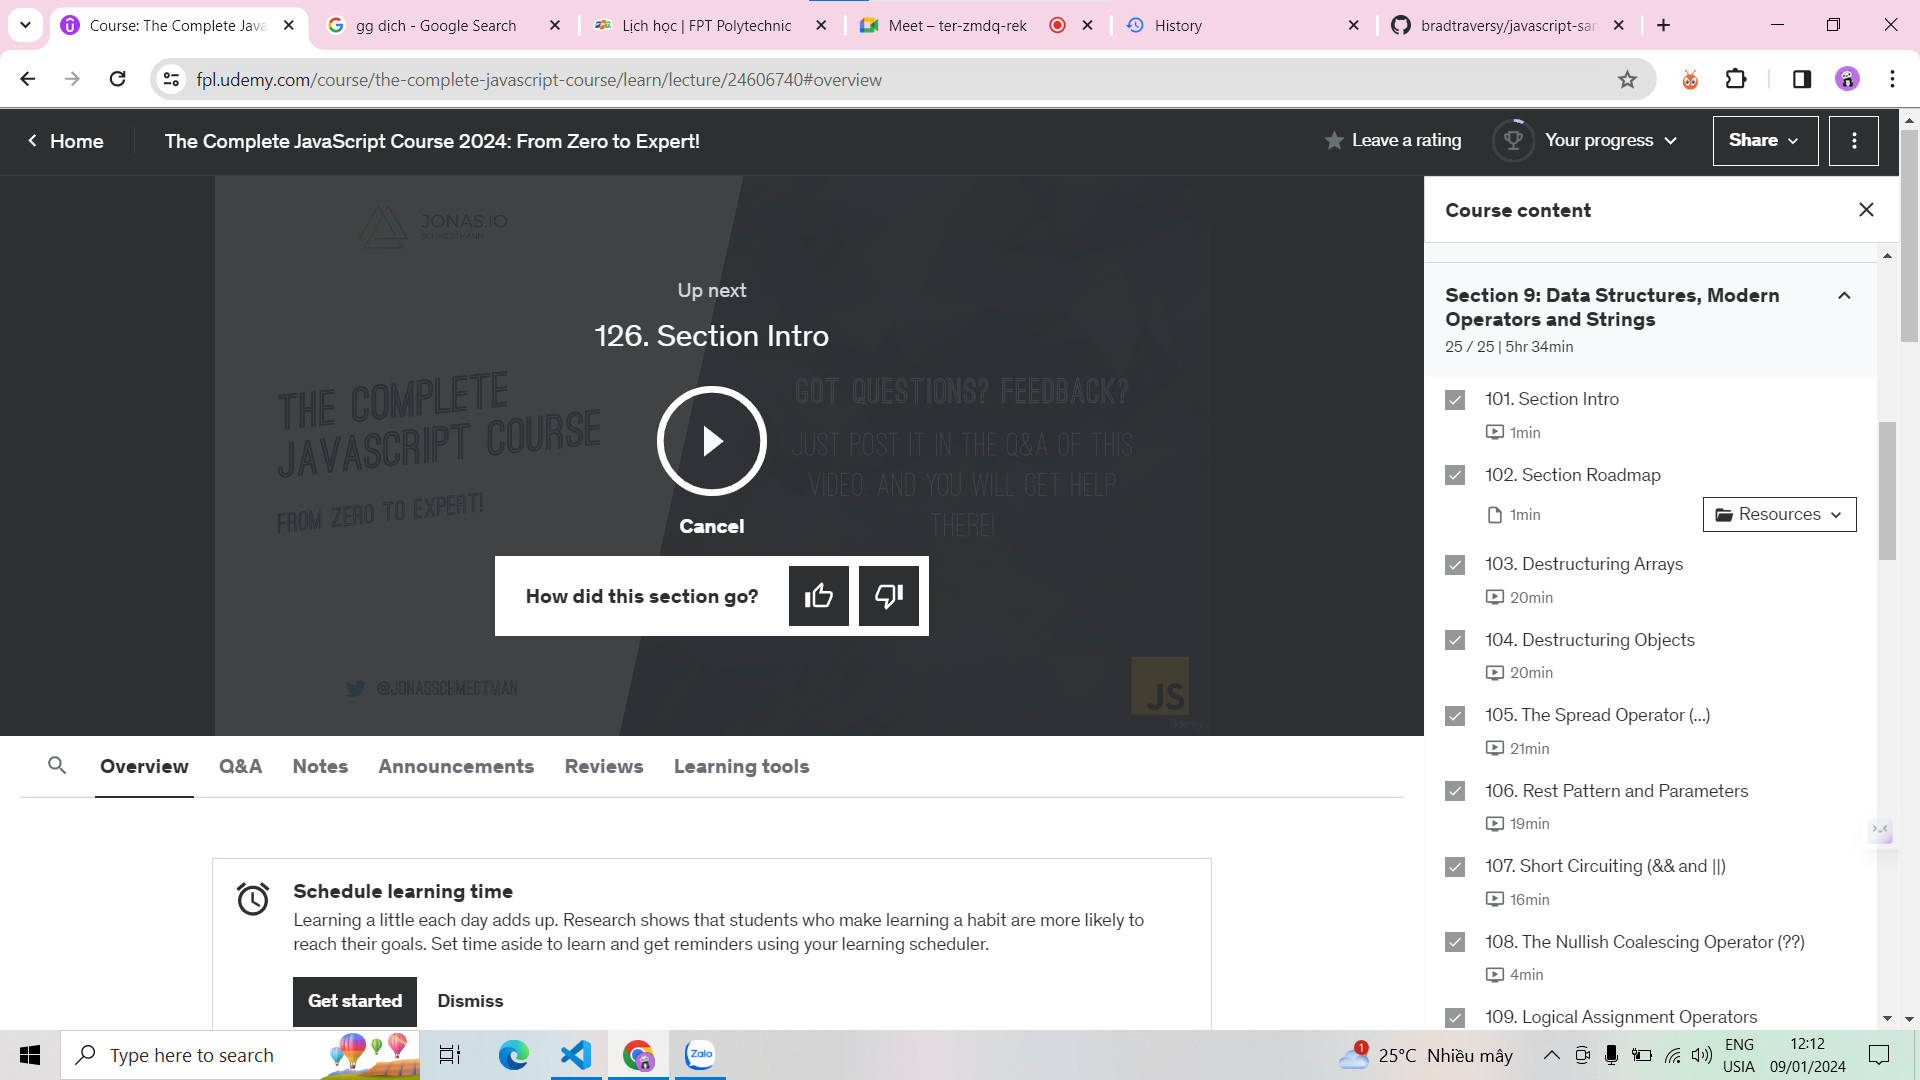 Course: The Complete Java
gg dịch - Google Search
Lịch học | FPT Polytechnic
Meet – ter-zmdq-rek
History
bradtraversy/javascript-sar
fpl.udemy.com/course/the-complete-javascript-course/learn/lecture/24606740#overview
Home
The Complete JavaScript Course 2024: From Zero to Expert!
Leave a rating
Your progress
Share
JONAS.IO
SCHMEDTMANN
Up next
126. Section Intro
THE COMPLETE
JAVASCRIPT COURSE
FROM ZERO TO EXPERT!
GOT QUESTIONS? FEEDBACK?
JUST POST IT IN THE Q&A OF THIS
VIDEO, AND YOU WILL GET HELP
THERE!
Cancel
How did this section go?
@JONASSCHMEDTMAN
JS
udemy
Course content
Section 9: Data Structures, Modern
Operators and Strings
25 / 25 | 5hr 34min
101. Section Intro
1min
102. Section Roadmap
1min
Resources
103. Destructuring Arrays
20min
104. Destructuring Objects
20min
105. The Spread Operator (...)
21min
106. Rest Pattern and Parameters
19min
107. Short Circuiting (&& and ||)
16min
108. The Nullish Coalescing Operator (??)
4min
109. Logical Assignment Operators
Overview
Q&A
Notes
Announcements
Reviews
Learning tools
Schedule learning time
Learning a little each day adds up. Research shows that students who make learning a habit are more likely to
reach their goals. Set time aside to learn and get reminders using your learning scheduler.
Get started
Dismiss
Type here to search
Zalo
1
25°C Nhiều mây
ENG
USIA
12:12
09/01/2024